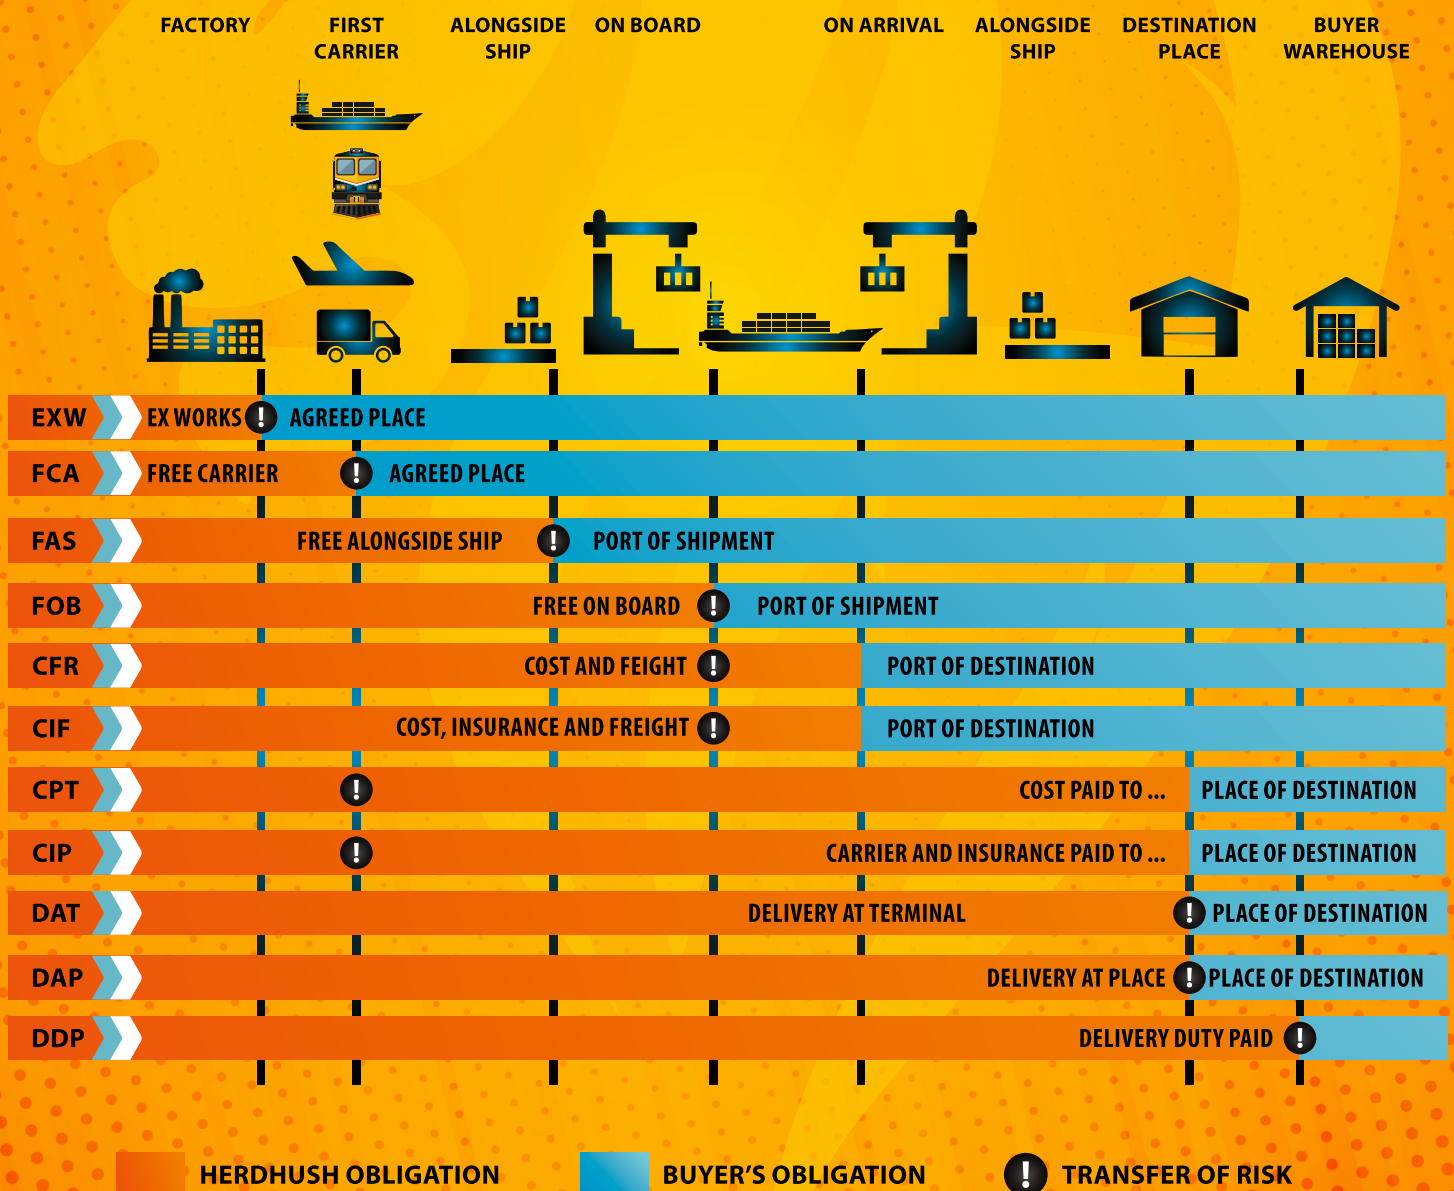 FACTORY
FIRST
CARRIER
ALONGSIDE
SHIP
ON BOARD
ON ARRIVAL
ALONGSIDE
SHIP
DESTINATION
PLACE
BUYER
WAREHOUSE
EXW EX WORKS ! AGREED PLACE
FCA FREE CARRIER ! AGREED PLACE
FAS FREE ALONGSIDE SHIP ! PORT OF SHIPMENT
FOB FREE ON BOARD ! PORT OF SHIPMENT
CFR COST AND FEIGHT ! PORT OF DESTINATION
CIF COST, INSURANCE AND FREIGHT ! PORT OF DESTINATION
CPT ! COST PAID TO ... PLACE OF DESTINATION
CIP ! CARRIER AND INSURANCE PAID TO ... PLACE OF DESTINATION
DAT DELIVERY AT TERMINAL ! PLACE OF DESTINATION
DAP DELIVERY AT PLACE ! PLACE OF DESTINATION
DDP DELIVERY DUTY PAID !
HERDHUSH OBLIGATION BUYER'S OBLIGATION ! TRANSFER OF RISK